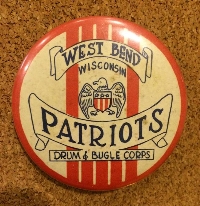 WEST BEND
WISCONSIN
PATRIOTS
DRUM & BUGLE CORPS